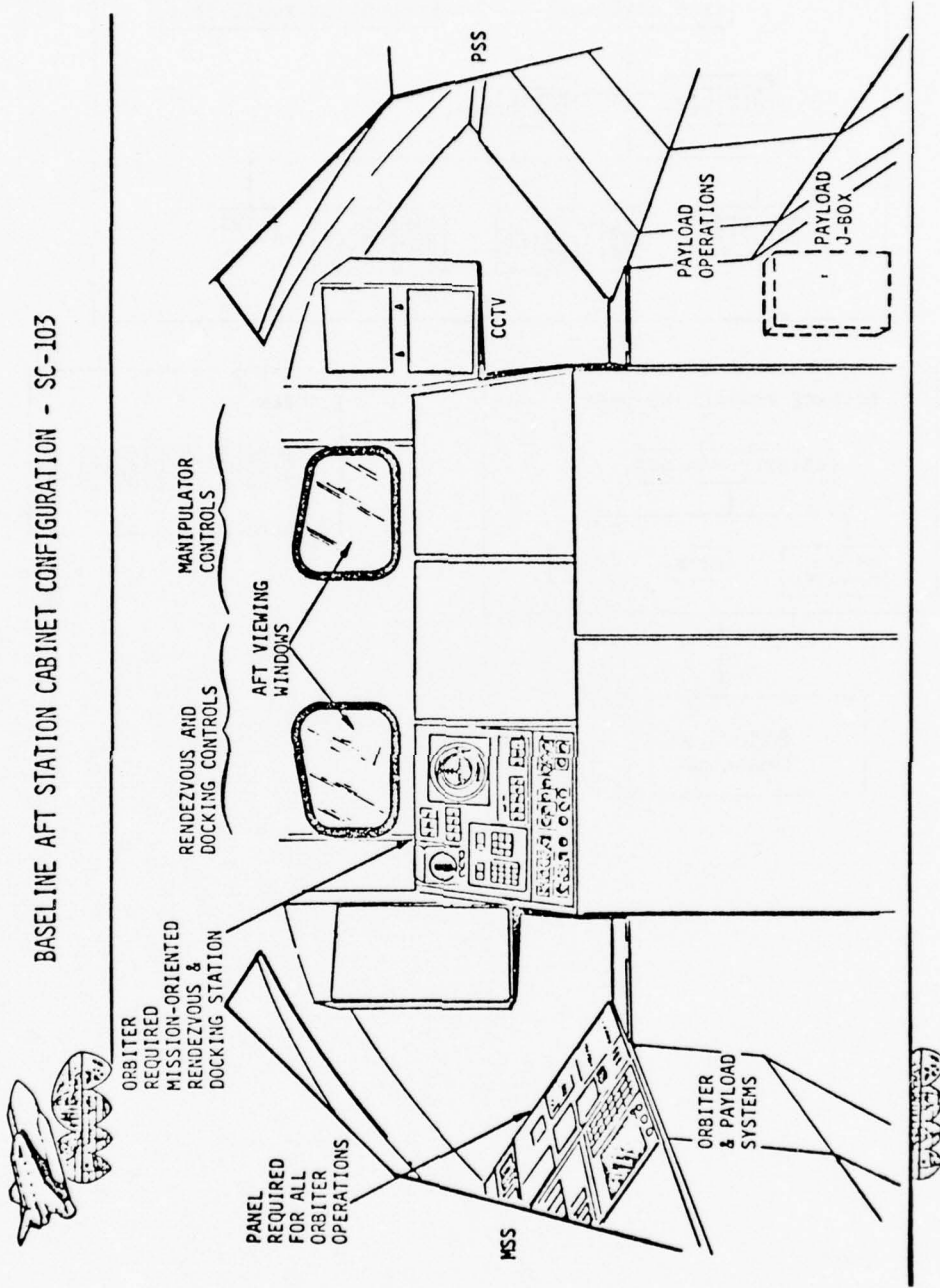 BASELINE AFT STATION CABINET CONFIGURATION - SC-103
ORBITER
REQUIRED
MISSION-ORIENTED
RENDEZVOUS &
DOCKING STATION
RENDEZVOUS AND
DOCKING CONTROLS
MANIPULATOR
CONTROLS
AFT VIEWING
WINDOWS
PANEL
REQUIRED
FOR ALL
ORBITER
OPERATIONS
MSS
CCTV
PSS
ORBITER
& PAYLOAD
SYSTEMS
PAYLOAD
OPERATIONS
PAYLOAD
J-BOX